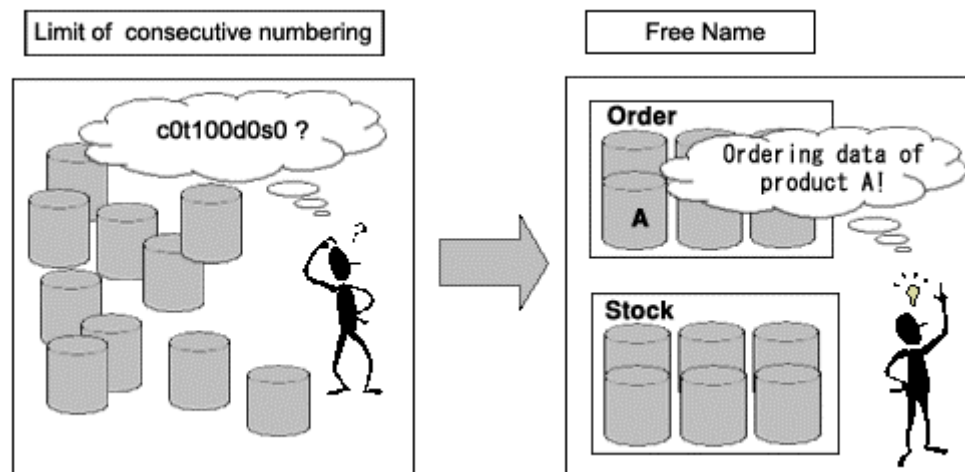 Limit of consecutive numbering
c0t100d0s0 ?
?
Free Name
Order
Ordering data of
product A!
A
Stock